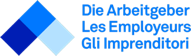 Die Arbeitgeber
Les Employeurs
Gli Imprenditori